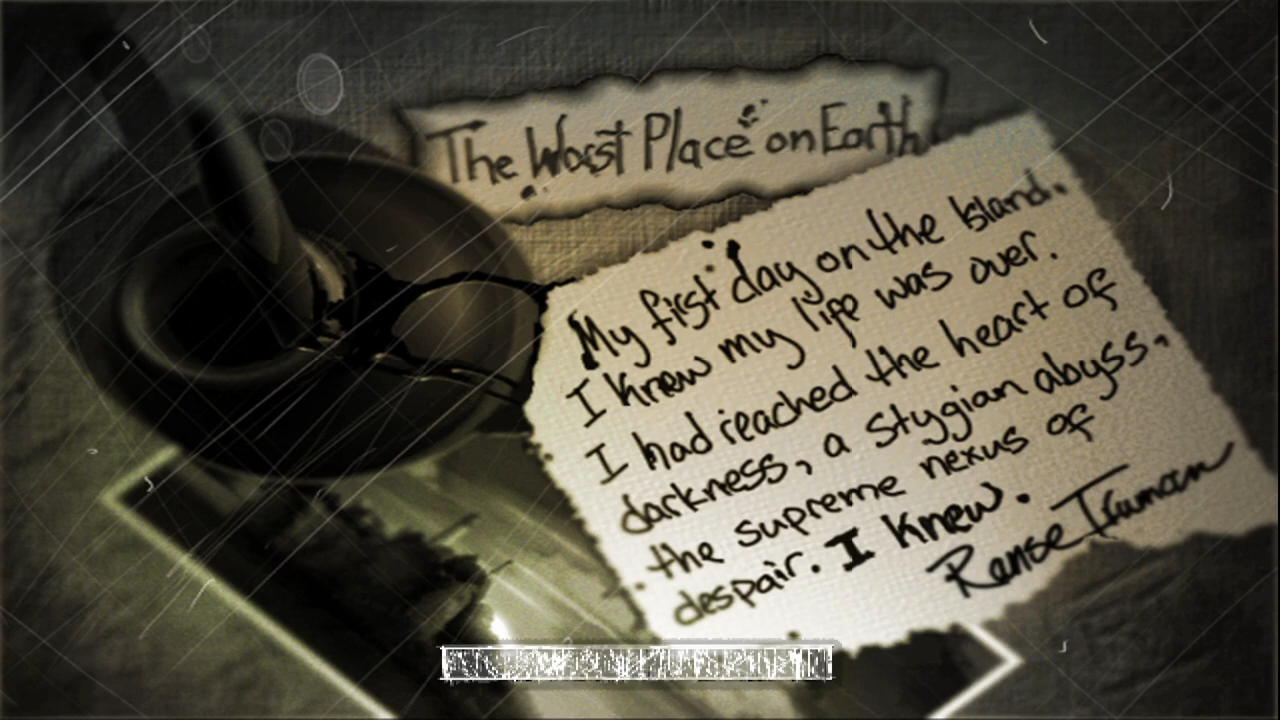 The Worst Place on Earth
My first day on the Island.
I knew my life was over.
I had reached the heart of
darkness, a stygian abyss,
the supreme nexus of
despair. I knew.
Ranse Truman